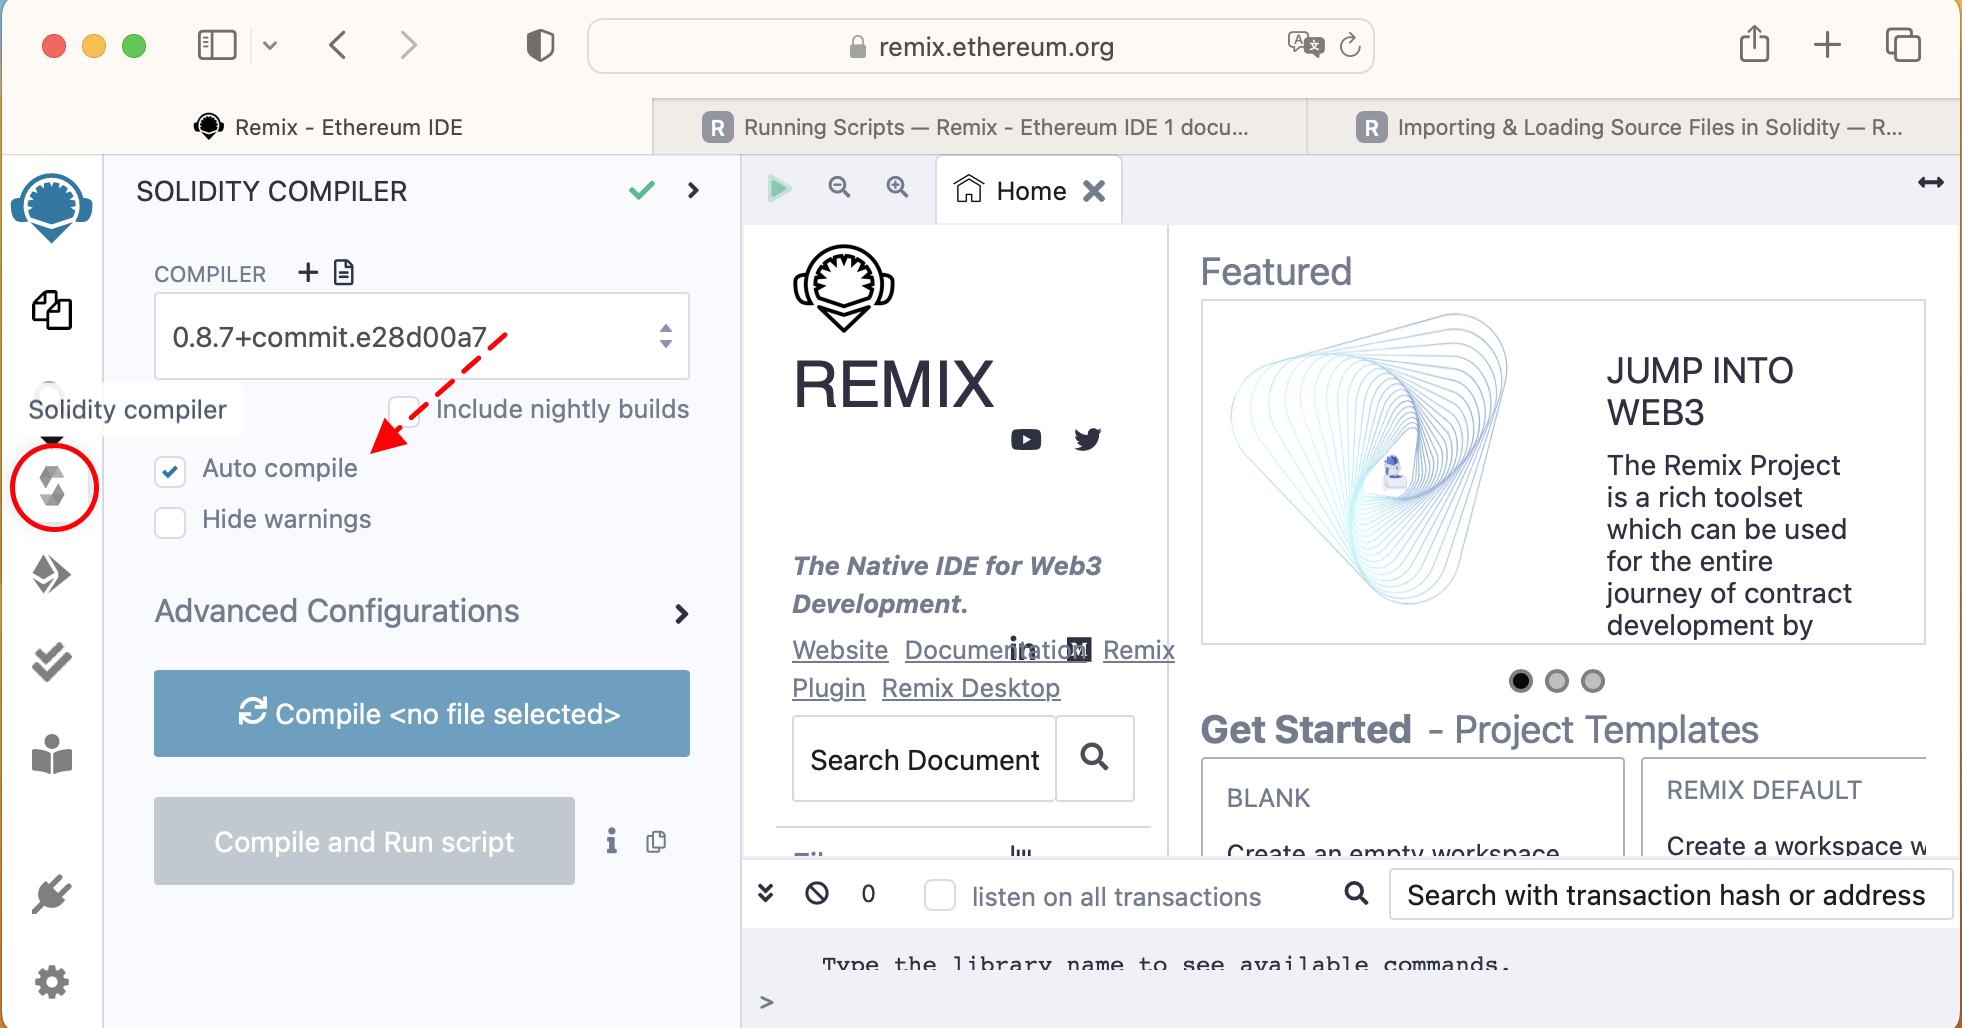 remix.ethereum.org
Remix - Ethereum IDE
R Running Scripts — Remix - Ethereum IDE 1 docu...
R Importing & Loading Source Files in Solidity — R...
SOLIDITY COMPILER
COMPILER
0.8.7+commit.e28d00a7
Solidity compiler
Include nightly builds
Auto compile
Hide warnings
Advanced Configurations
Compile <no file selected>
Compile and Run script
Home
REMIX
The Native IDE for Web3
Development.
Website Documentation Remix
Plugin Remix Desktop
Search Document
Featured
JUMP INTO
WEB3
The Remix Project
is a rich toolset
which can be used
for the entire
journey of contract
development by
Get Started - Project Templates
BLANK
Create an empty workspace
REMIX DEFAULT
Create a workspace w
0
listen on all transactions
Search with transaction hash or address
Type the library name to see available commands.
>